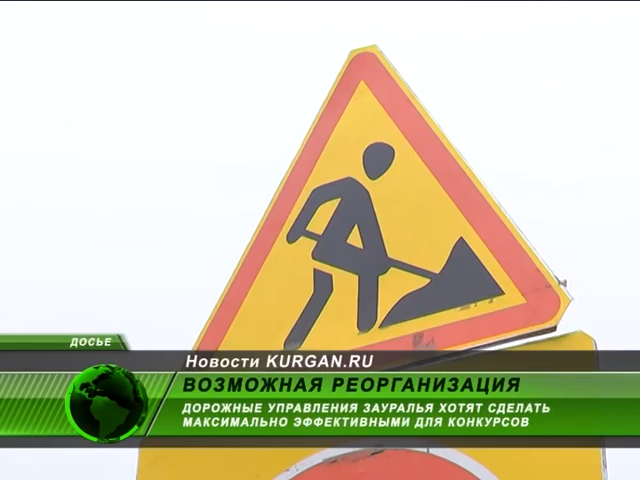 ДОСЬЕ
Новости KURGAN.RU
ВОЗМОЖНАЯ РЕОРГАНИЗАЦИЯ
ДОРОЖНЫЕ УПРАВЛЕНИЯ ЗАУРАЛЬЯ ХОТЯТ СДЕЛАТЬ
МАКСИМАЛЬНО ЭФФЕКТИВНЫМИ ДЛЯ КОНКУРСОВ